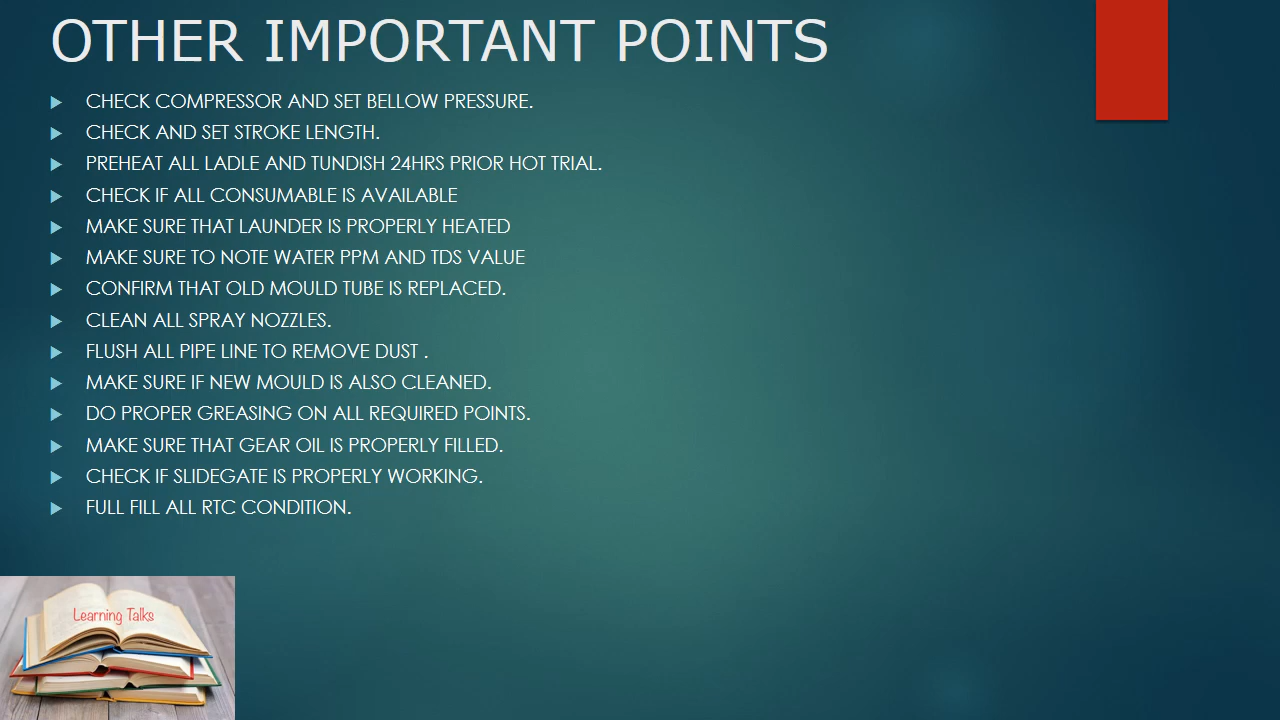 OTHER IMPORTANT POINTS
CHECK COMPRESSOR AND SET BELLOW PRESSURE.
CHECK AND SET STROKE LENGTH.
PREHEAT ALL LADLE AND TUNDISH 24HRS PRIOR HOT TRIAL.
CHECK IF ALL CONSUMABLE IS AVAILABLE
MAKE SURE THAT LAUNDER IS PROPERLY HEATED
MAKE SURE TO NOTE WATER PPM AND TDS VALUE
CONFIRM THAT OLD MOULD TUBE IS REPLACED.
CLEAN ALL SPRAY NOZZLES.
FLUSH ALL PIPE LINE TO REMOVE DUST .
MAKE SURE IF NEW MOULD IS ALSO CLEANED.
DO PROPER GREASING ON ALL REQUIRED POINTS.
MAKE SURE THAT GEAR OIL IS PROPERLY FILLED.
CHECK IF SLIDEGATE IS PROPERLY WORKING.
FULL FILL ALL RTC CONDITION.
Learning Talks